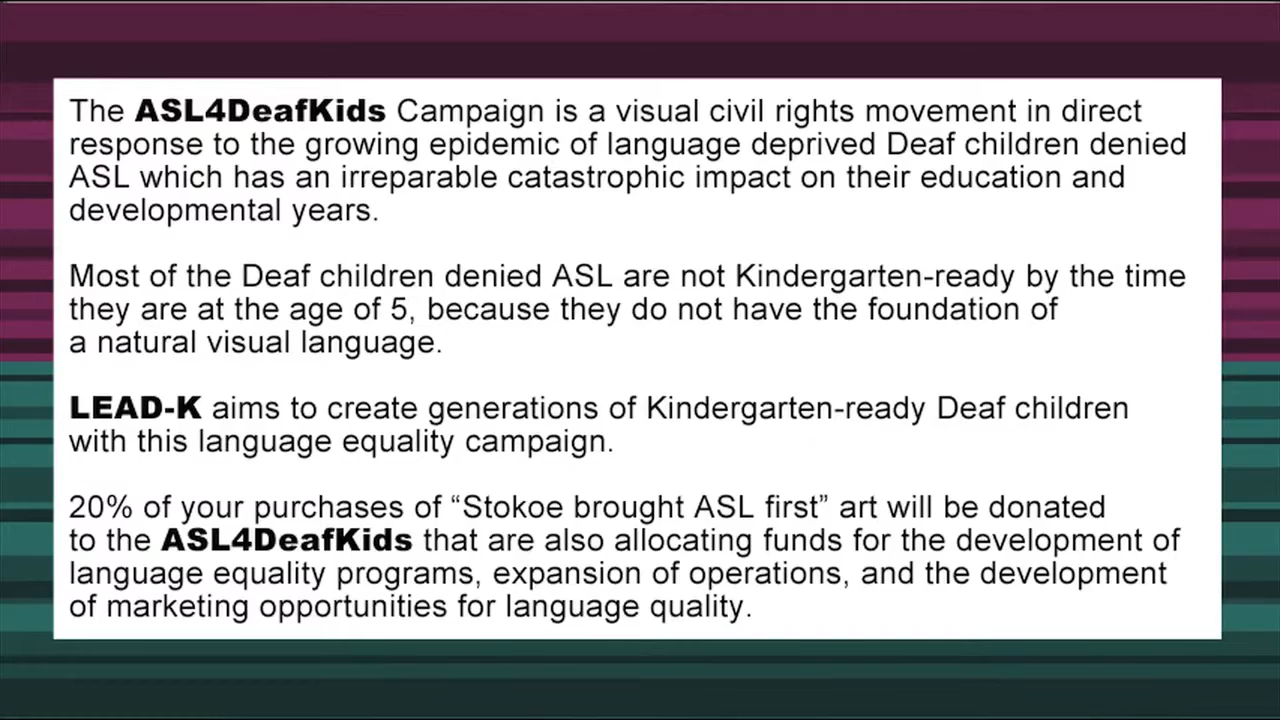 The ASL4DeafKids Campaign is a visual civil rights movement in direct
response to the growing epidemic of language deprived Deaf children denied
ASL which has an irreparable catastrophic impact on their education and
developmental years.
Most of the Deaf children denied ASL are not Kindergarten-ready by the time
they are at the age of 5, because they do not have the foundation of
a natural visual language.
LEAD-K aims to create generations of Kindergarten-ready Deaf children
with this language equality campaign.
20% of your purchases of “Stokoe brought ASL first” art will be donated
to the ASL4DeafKids that are also allocating funds for the development of
language equality programs, expansion of operations, and the development
of marketing opportunities for language quality.